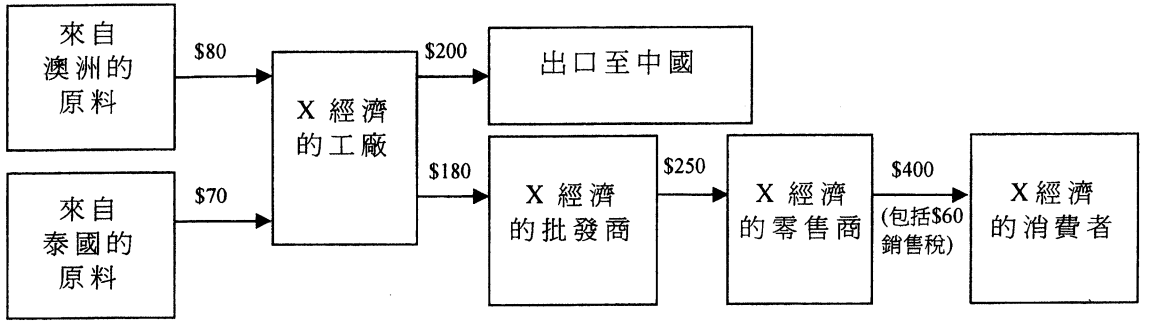 來自
澳洲的
原料
$80
X 經濟
的工廠
$200
出口至中國
來自
泰國的
原料
$70
$180
X 經濟
的批發商
$250
X 經濟
的零售商
$400
(包括$60
銷售稅)
X 經濟
的消費者